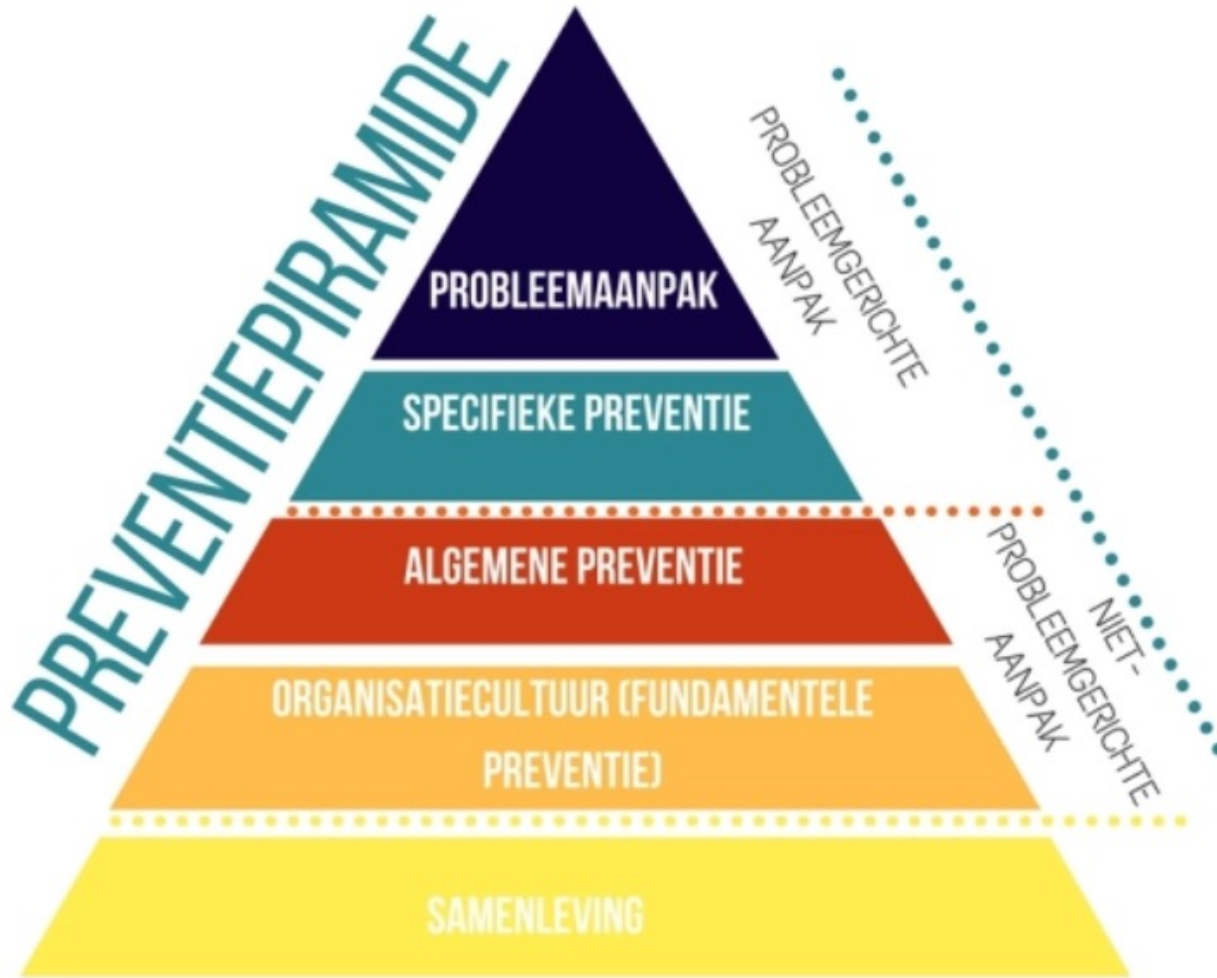 PREVENTIEPIRAMIDE
PROBLEEMAANPAK
PROBLEEMGERICHTE
AANPAK
SPECIFIEKE PREVENTIE
ALGEMENE PREVENTIE
NIET-
PROBLEEMGERICHTE
AANPAK
ORGANISATIECULTUUR (FUNDAMENTELE
PREVENTIE)
SAMENLEVING